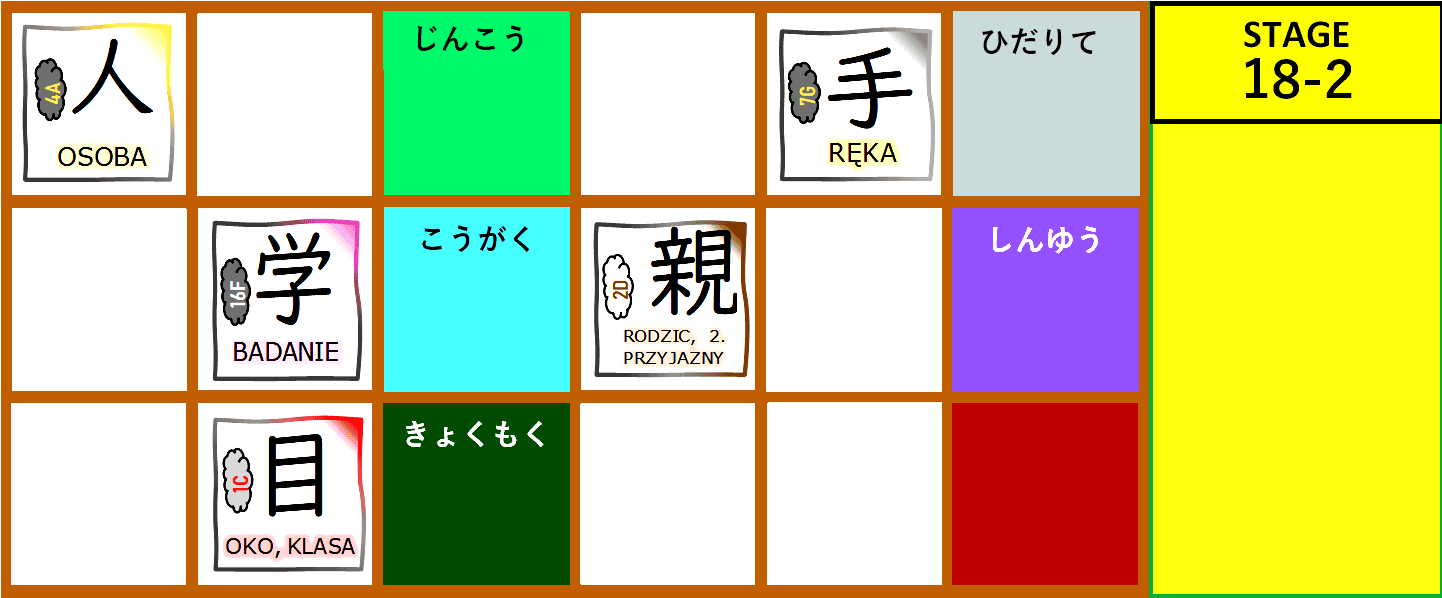 人
4A
OSOBA
じんこう
手
7G
RĘKA
ひだりて
STAGE
18-2
学
16F
BADANIE
こうがく
親
2D
RODZIC, 2.
PRZYJAZNY
しんゆう
目
1C
OKO, KLASA
きょくもく